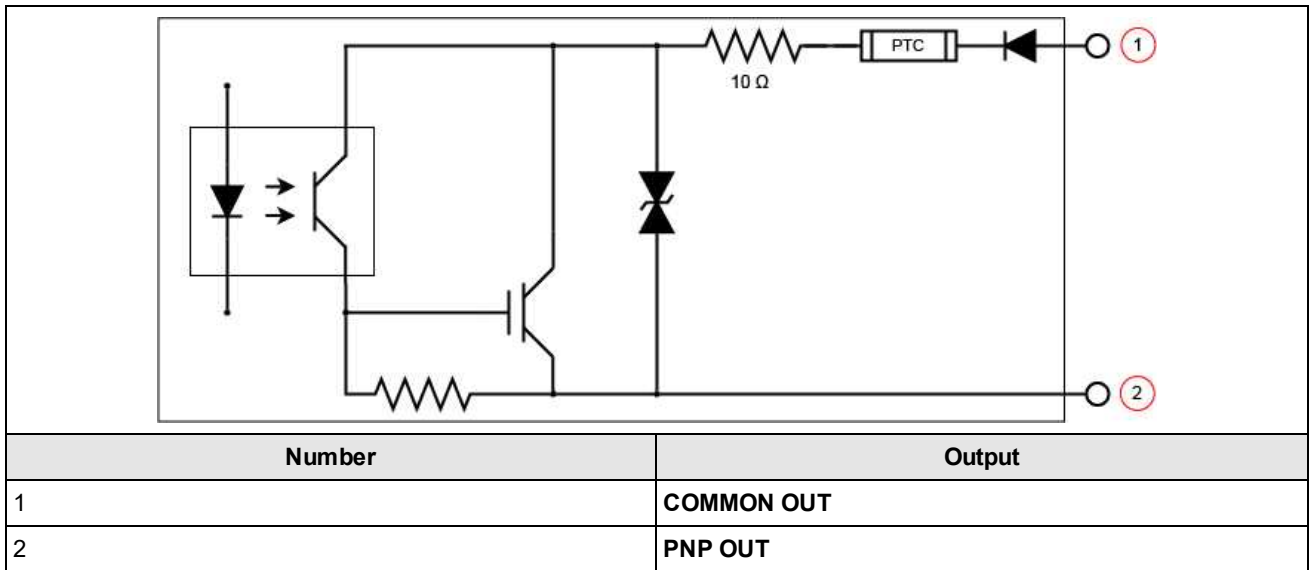 PTC
1
10 Ω
2
Number Output
1 COMMON OUT
2 PNP OUT